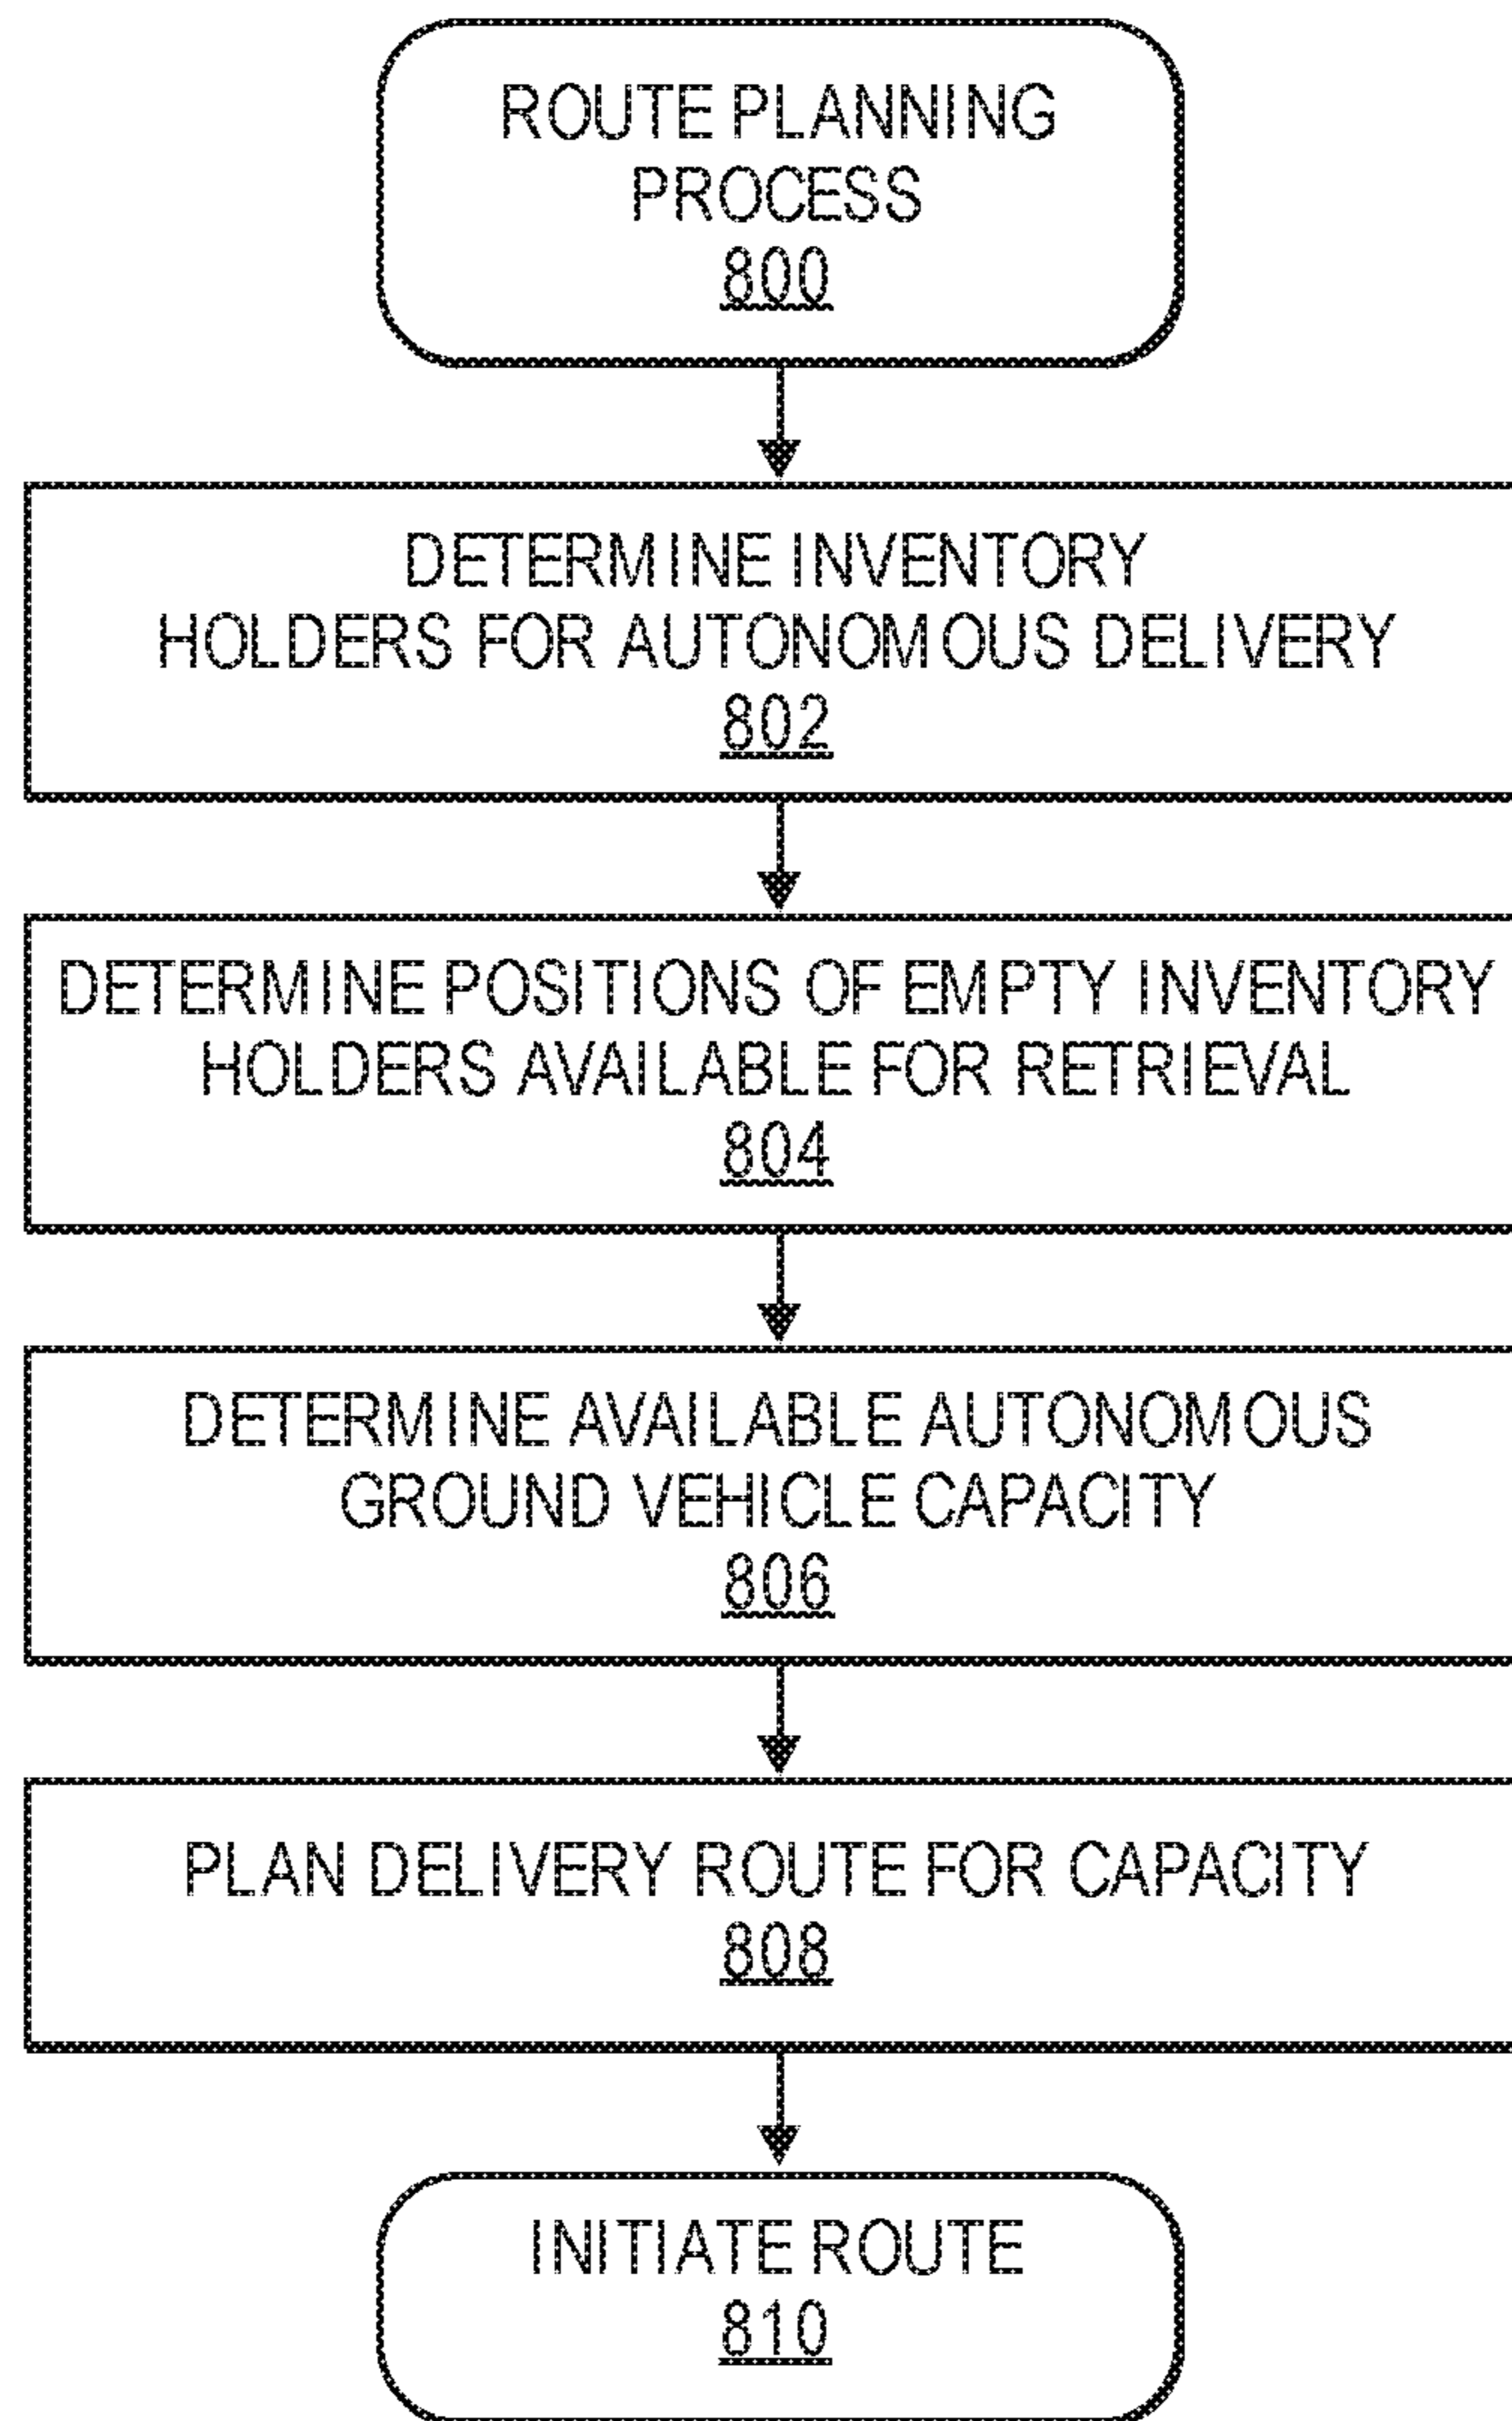 ROUTE PLANNING
PROCESS
800
DETERMINE INVENTORY
HOLDERS FOR AUTONOMOUS DELIVERY
802
DETERMINE POSITIONS OF EMPTY INVENTORY
HOLDERS AVAILABLE FOR RETRIEVAL
804
DETERMINE AVAILABLE AUTONOMOUS
GROUND VEHICLE CAPACITY
806
PLAN DELIVERY ROUTE FOR CAPACITY
808
INITIATE ROUTE
810